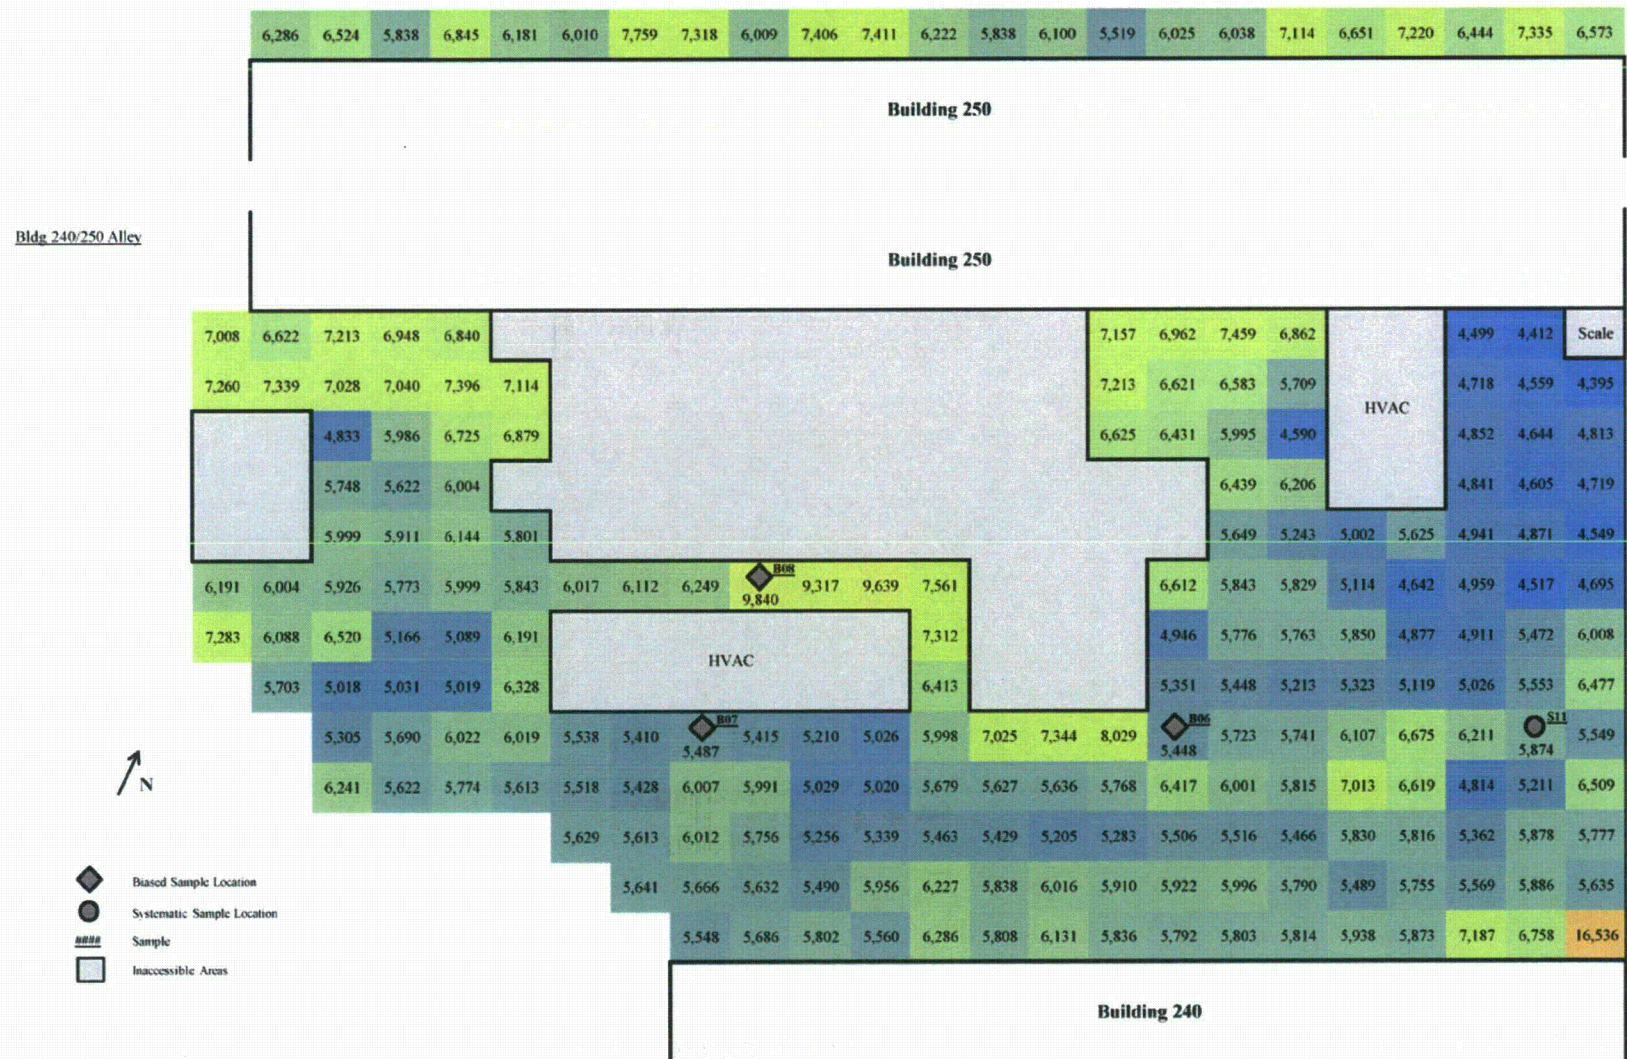 6,286 6,524 5,838 6,845 6,181 6,010 7,759 7,318 6,009 7,406 7,411 6,222 5,838 6,100 5,519 6,025 6,038 7,114 6,651 7,220 6,444 7,335 6,573
Building 250
Bldg 240/250 Alley
Building 250
7,008 6,622 7,213 6,948 6,840 7,157 6,962 7,459 6,862 4,499 4,412 Scale
7,260 7,339 7,028 7,040 7,396 7,114 7,213 6,621 6,583 5,709 4,718 4,559 4,395
HVAC
4,833 5,986 6,725 6,879 6,625 6,431 5,995 4,590 4,852 4,644 4,813
5,748 5,622 6,004 6,439 6,206 4,841 4,605 4,719
5,999 5,911 6,144 5,801 5,649 5,243 5,002 5,625 4,941 4,871 4,549
B08
6,191 6,004 5,926 5,773 5,999 5,843 6,017 6,112 6,249 9,840 9,317 9,639 7,561 6,612 5,843 5,829 5,114 4,642 4,959 4,517 4,695
7,283 6,088 6,520 5,166 5,089 6,191 7,312 4,946 5,776 5,763 5,850 4,877 4,911 5,472 6,008
HVAC
5,703 5,018 5,031 5,019 6,328 6,413 5,351 5,448 5,213 5,323 5,119 5,026 5,553 6,477
B07 B06 S11
5,305 5,690 6,022 6,019 5,538 5,410 5,487 5,415 5,210 5,026 5,998 7,025 7,344 8,029 5,448 5,723 5,741 6,107 6,675 6,211 5,874 5,549
6,241 5,622 5,774 5,613 5,518 5,428 6,007 5,991 5,029 5,020 5,679 5,627 5,636 5,768 6,417 6,001 5,815 7,013 6,619 4,814 5,211 6,509
N
5,629 5,613 6,012 5,756 5,256 5,339 5,463 5,429 5,205 5,283 5,506 5,516 5,466 5,830 5,816 5,362 5,878 5,777
5,641 5,666 5,632 5,490 5,956 6,227 5,838 6,016 5,910 5,922 5,996 5,790 5,489 5,755 5,569 5,886 5,635
5,548 5,686 5,802 5,560 6,286 5,808 6,131 5,836 5,792 5,803 5,814 5,938 5,873 7,187 6,758 16,536
Biased Sample Location
Systematic Sample Location
#### Sample
Inaccessible Areas
Building 240